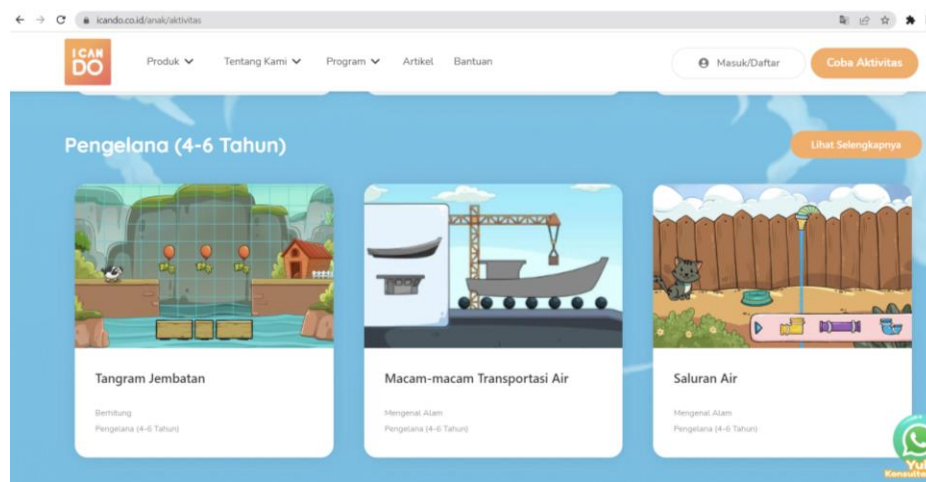 icando.co.id/anak/aktivitas
I CAN
DO
Produk
Tentang Kami
Program
Artikel
Bantuan
Masuk/Daftar
Coba Aktivitas
Pengelana (4-6 Tahun)
Lihat Selengkapnya
Tangram Jembatan
Berhitung
Pengelana (4-6 Tahun)
Macam-macam Transportasi Air
Mengenal Alam
Pengelana (4-6 Tahun)
Saluran Air
Mengenal Alam
Pengelana (4-6 Tahun)